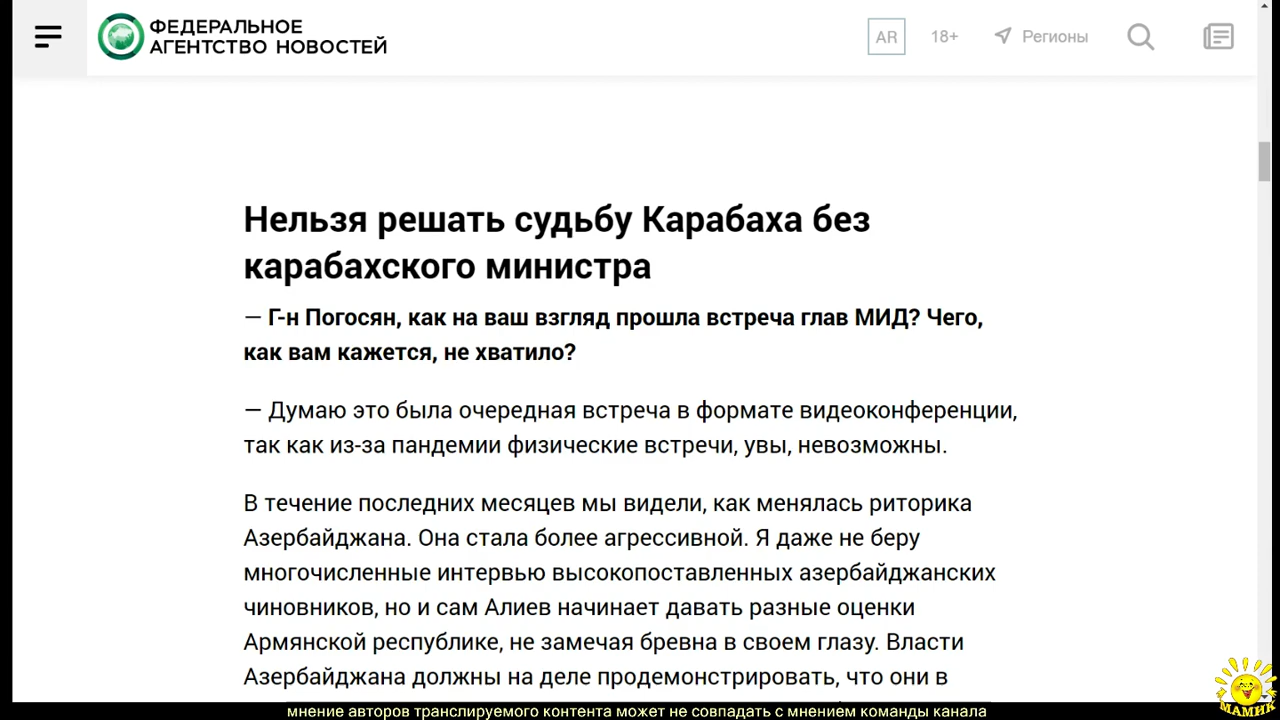 ФЕДЕРАЛЬНОЕ
АГЕНТСТВО НОВОСТЕЙ
AR
18+
Регионы
Нельзя решать судьбу Карабаха без
карабахского министра
— Г-н Погосян, как на ваш взгляд прошла встреча глав МИД? Чего,
как вам кажется, не хватило?
— Думаю это была очередная встреча в формате видеоконференции,
так как из-за пандемии физические встречи, увы, невозможны.
В течение последних месяцев мы видели, как менялась риторика
Азербайджана. Она стала более агрессивной. Я даже не беру
многочисленные интервью высокопоставленных азербайджанских
чиновников, но и сам Алиев начинает давать разные оценки
Армянской республике, не замечая бревна в своем глазу. Власти
Азербайджана должны на деле продемонстрировать, что они в
МАМИК
мнение авторов транслируемого контента может не совпадать с мнением команды канала